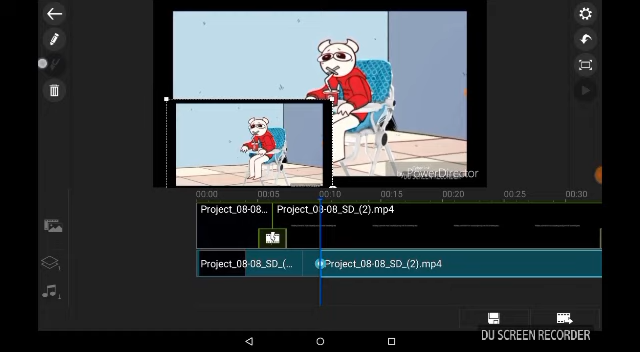 PowerDirector
00:00 00:05 00:10 00:15 00:20 00:25 00:30
Project_08-08... Project_08-08_SD_(2).mp4
Project_08-08_SD_(... Project_08-08_SD_(2).mp4
DU SCREEN RECORDER